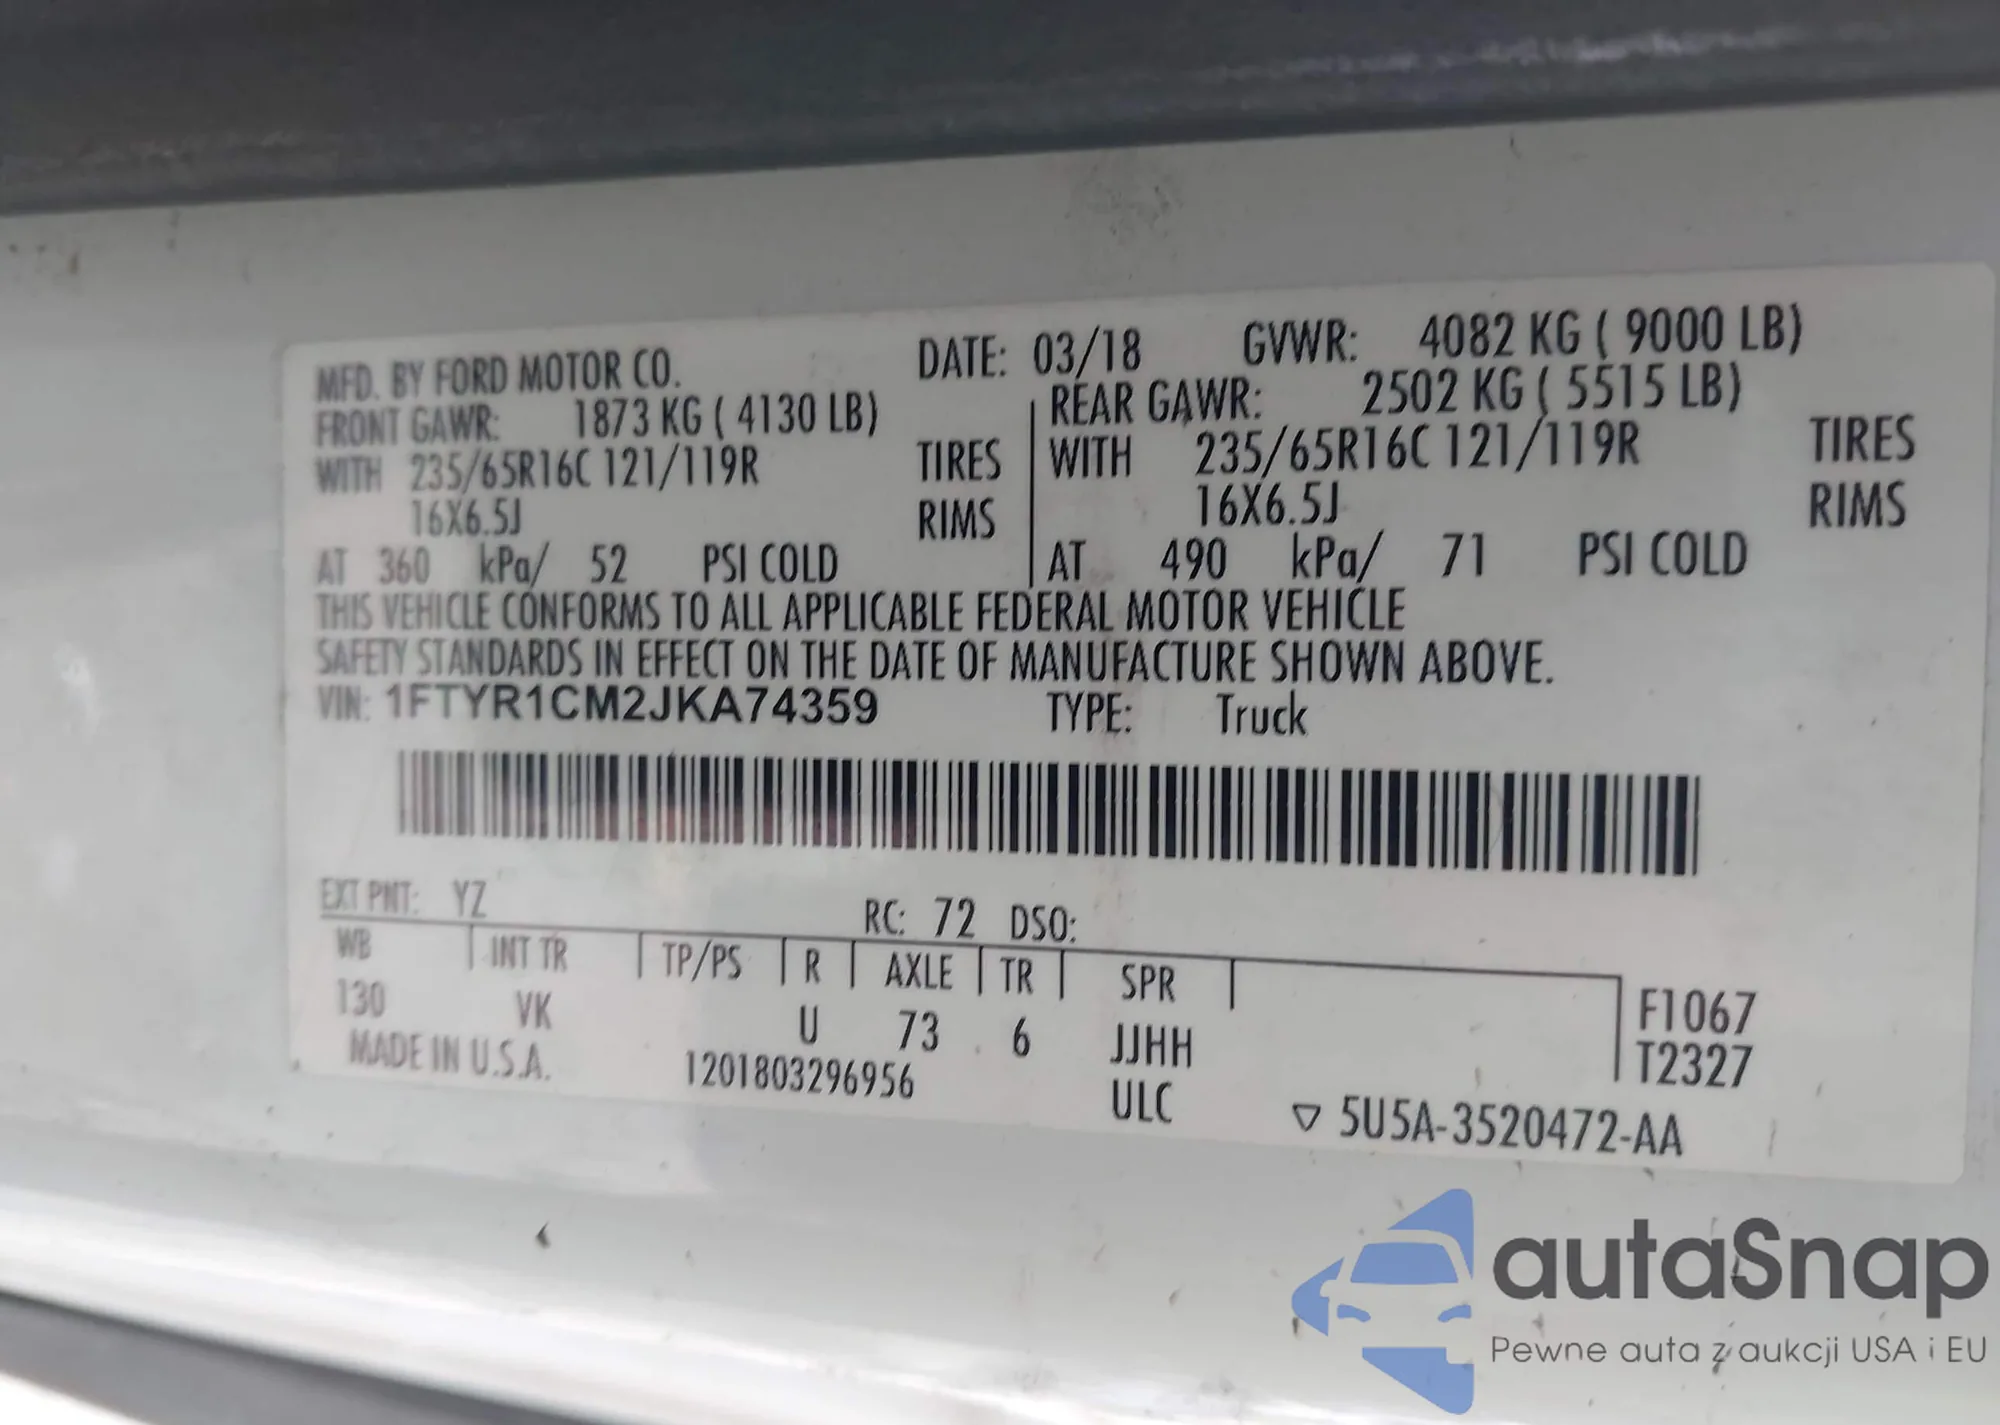 MFD. BY FORD MOTOR CO. DATE: 03/18 GVWR: 4082 KG ( 9000 LB)
FRONT GAWR: 1873 KG ( 4130 LB) REAR GAWR: 2502 KG ( 5515 LB)
WITH 235/65R16C 121/119R TIRES WITH 235/65R16C 121/119R TIRES
16X6.5J RIMS 16X6.5J RIMS
AT 360 kPa/ 52 PSI COLD AT 490 kPa/ 71 PSI COLD
THIS VEHICLE CONFORMS TO ALL APPLICABLE FEDERAL MOTOR VEHICLE
SAFETY STANDARDS IN EFFECT ON THE DATE OF MANUFACTURE SHOWN ABOVE.
VIN: 1FTYR1CM2JKA74359 TYPE: Truck
EXT PNT: YZ RC: 72 DSO:
WB INT TR TP/PS R AXLE TR SPR
130 VK U 73 6 JJHH F1067
MADE IN U.S.A. 1201803296956 ULC T2327
▽ 5U5A-3520472-AA
autaSnap
Pewne auta z aukcji USA i EU